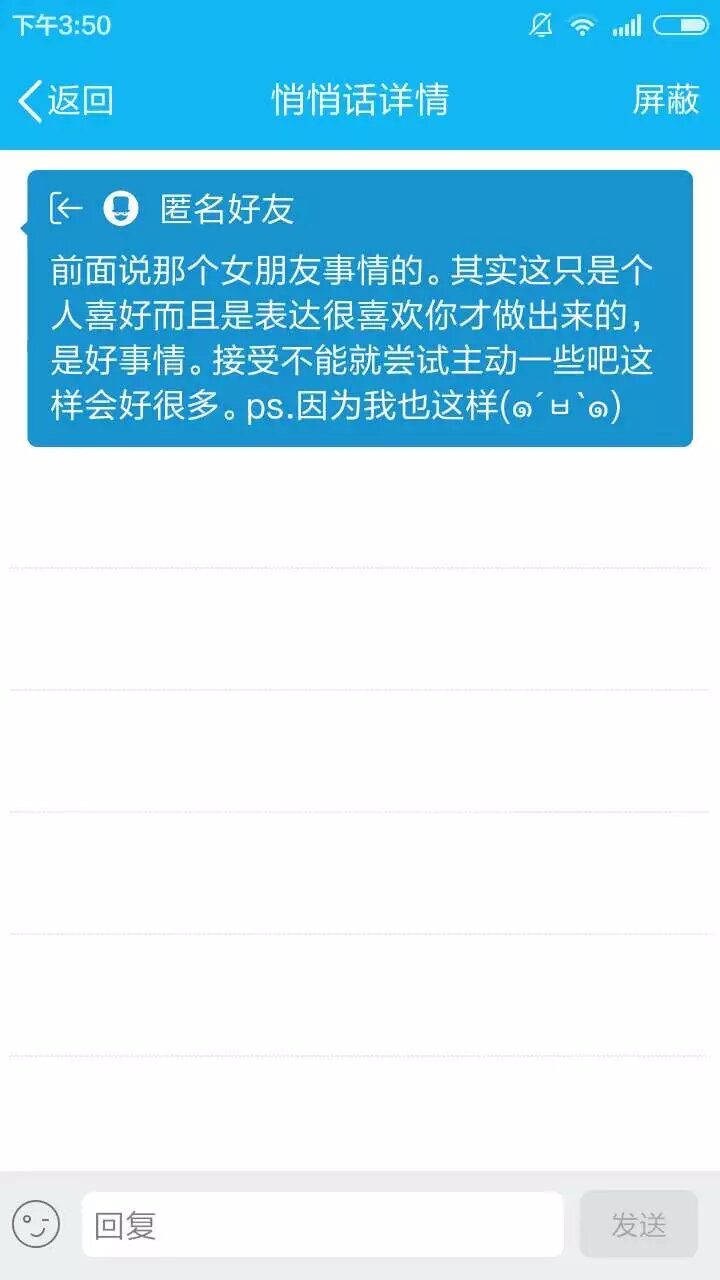 下午3:50
返回 悄悄话详情 屏蔽
匿名好友
前面说那个女朋友事情的。其实这只是个
人喜好而且是表达很喜欢你才做出来的,
是好事情。接受不能就尝试主动一些吧这
样会好很多。ps.因为我也这样(๑´ㅂ`๑)
回复 发送